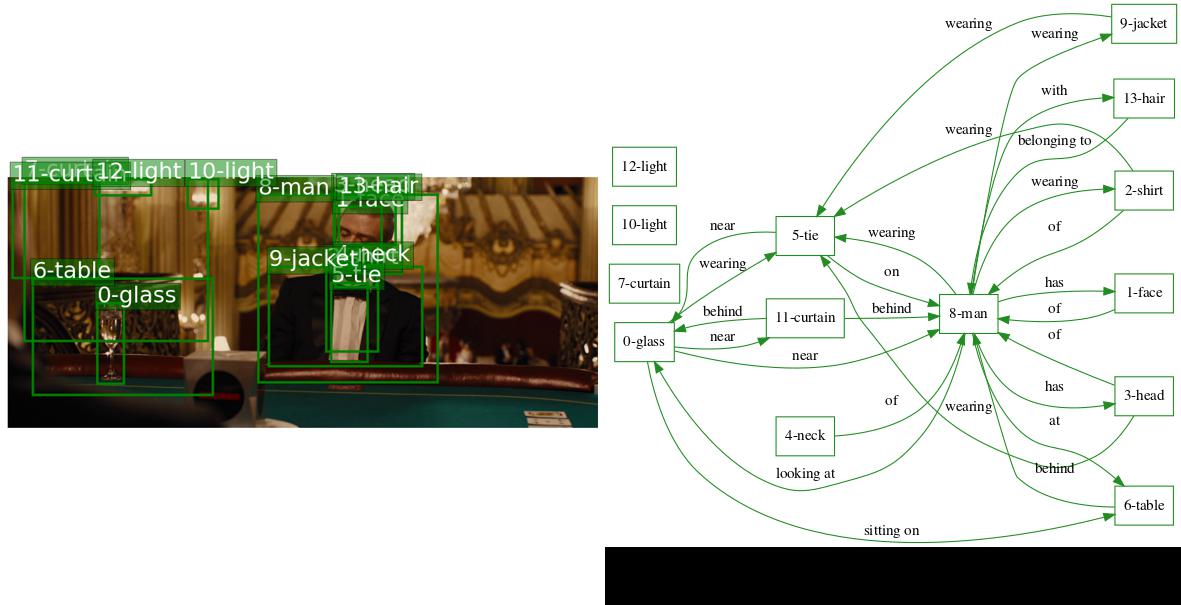 11-curtain
12-light
10-light
8-man
13-hair
1-face
9-jacket
4-neck
5-tie
6-table
0-glass
wearing
9-jacket
wearing
with
13-hair
wearing
belonging to
12-light
wearing
2-shirt
10-light
near
5-tie
wearing
of
wearing
on
7-curtain
has
1-face
behind
11-curtain
behind
8-man
of
0-glass
near
of
near
has
3-head
of
wearing
at
4-neck
looking at
behind
6-table
sitting on